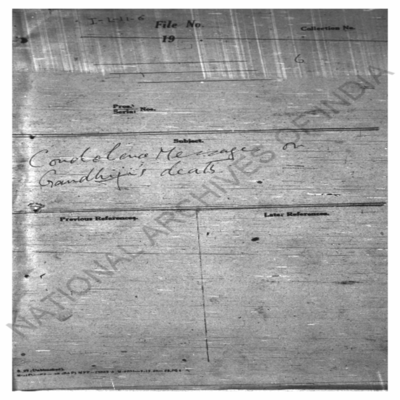 File No.
Collection No.
19
6
Progs.
Serial Nos.
Subject.
Condolence Messages on
Gandhiji's death
Previous References.
Later References.
NATIONAL ARCHIVES OF INDIA